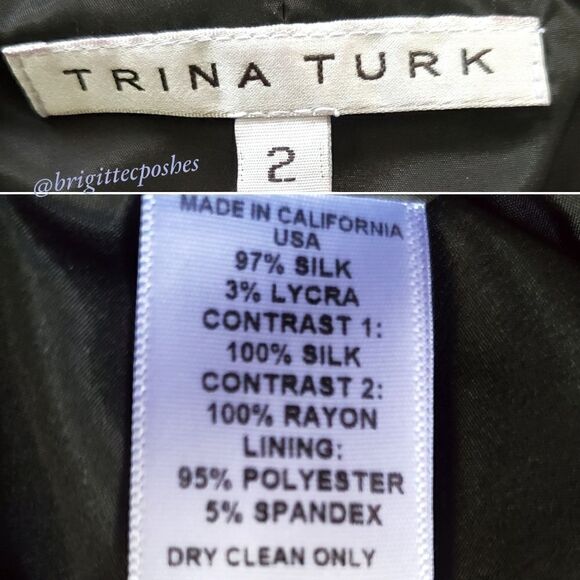 TRINA TURK
2
@brigittecposhes
MADE IN CALIFORNIA
USA
97% SILK
3% LYCRA
CONTRAST 1:
100% SILK
CONTRAST 2:
100% RAYON
LINING:
95% POLYESTER
5% SPANDEX
DRY CLEAN ONLY